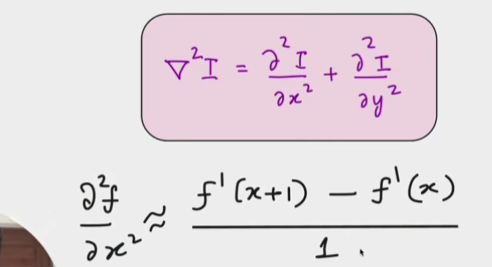 ∇²I = ∂²I/∂x² + ∂²I/∂y²
∂²f/∂x² ≈ f'(x+1) − f'(x)/1.